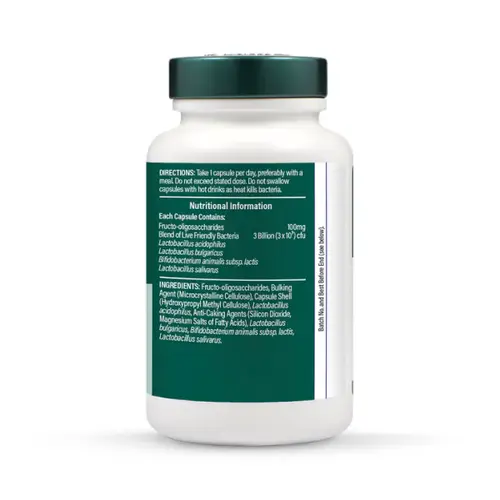 DIRECTIONS: Take 1 capsule per day, preferably with a
meal. Do not exceed stated dose. Do not swallow
capsules with hot drinks as heat kills bacteria.
Nutritional Information
Each Capsule Contains:
Fructo-oligosaccharides 100mg
Blend of Live Friendly Bacteria 3 Billion (3 x 10⁹) cfu
Lactobacillus acidophilus
Lactobacillus bulgaricus
Bifidobacterium animalis subsp. lactis
Lactobacillus salivarus
INGREDIENTS: Fructo-oligosaccharides, Bulking
Agent (Microcrystalline Cellulose), Capsule Shell
(Hydroxypropyl Methyl Cellulose), Lactobacillus
acidophilus, Anti-Caking Agents (Silicon Dioxide,
Magnesium Salts of Fatty Acids), Lactobacillus
bulgaricus, Bifidobacterium animalis subsp. lactis,
Lactobacillus salivarus.
Batch No. and Best Before End (see below).